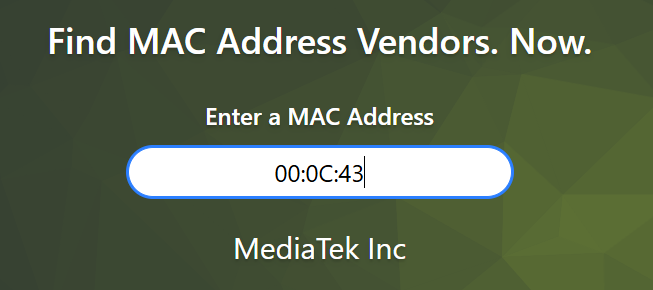 Find MAC Address Vendors. Now.
Enter a MAC Address
00:0C:43
MediaTek Inc